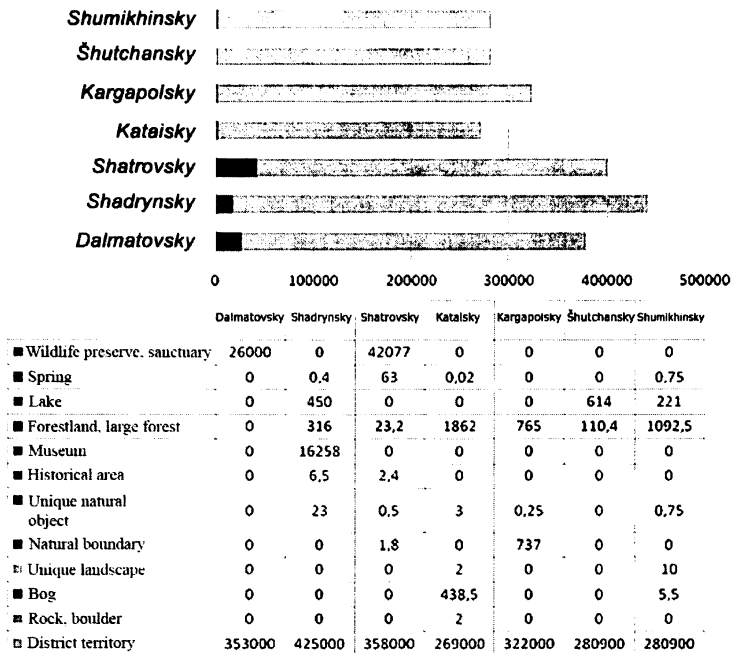 Shumikhinsky
Šhutchansky
Kargapolsky
Kataisky
Shatrovsky
Shadrynsky
Dalmatovsky
0 100000 200000 300000 400000 500000
Dalmatovsky Shadrynsky Shatrovsky Kataisky Kargapolsky Šhutchansky Shumikhinsky
Wildlife preserve, sanctuary 26000 0 42077 0 0 0 0
Spring 0 0,4 63 0,02 0 0 0,75
Lake 0 450 0 0 0 614 221
Forestland, large forest 0 316 23,2 1862 765 110,4 1092,5
Museum 0 16258 0 0 0 0 0
Historical area 0 6,5 2,4 0 0 0 0
Unique natural
object 0 23 0,5 3 0,25 0 0,75
Natural boundary 0 0 1,8 0 737 0 0
Unique landscape 0 0 0 2 0 0 10
Bog 0 0 0 438,5 0 0 5,5
Rock, boulder 0 0 0 2 0 0 0
District territory 353000 425000 358000 269000 322000 280900 280900